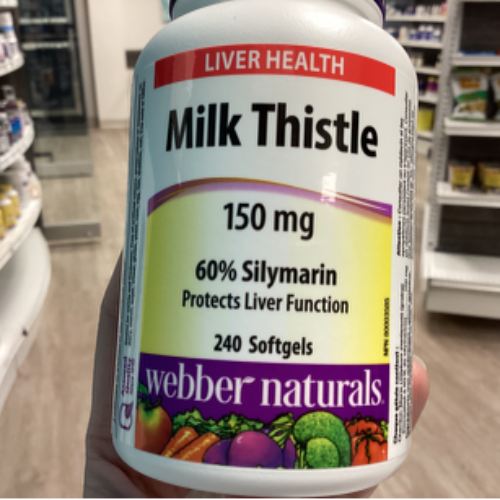 LIVER HEALTH
Milk Thistle
150 mg
60% Silymarin
Protects Liver Function
240 Softgels
webber naturals